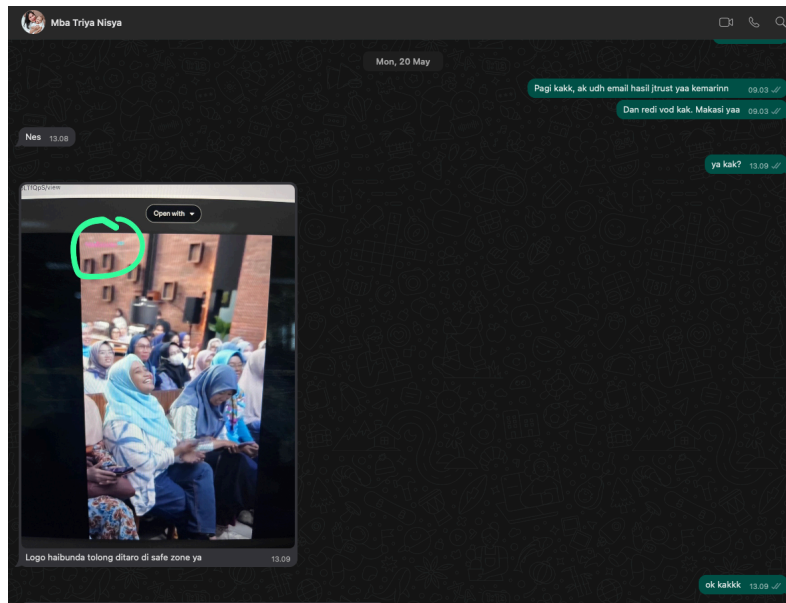 Mba Triya Nisya
Mon, 20 May
Pagi kakk, ak udh email hasil jtrust yaa kemarinn 09.03
Dan redi vod kak. Makasi yaa 09.03
Nes 13.08
ya kak? 13.09
Open with
Logo haibunda tolong ditaro di safe zone ya 13.09
ok kakkk 13.09